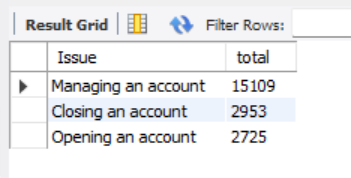 Result Grid Filter Rows:
Issue total
Managing an account 15109
Closing an account 2953
Opening an account 2725